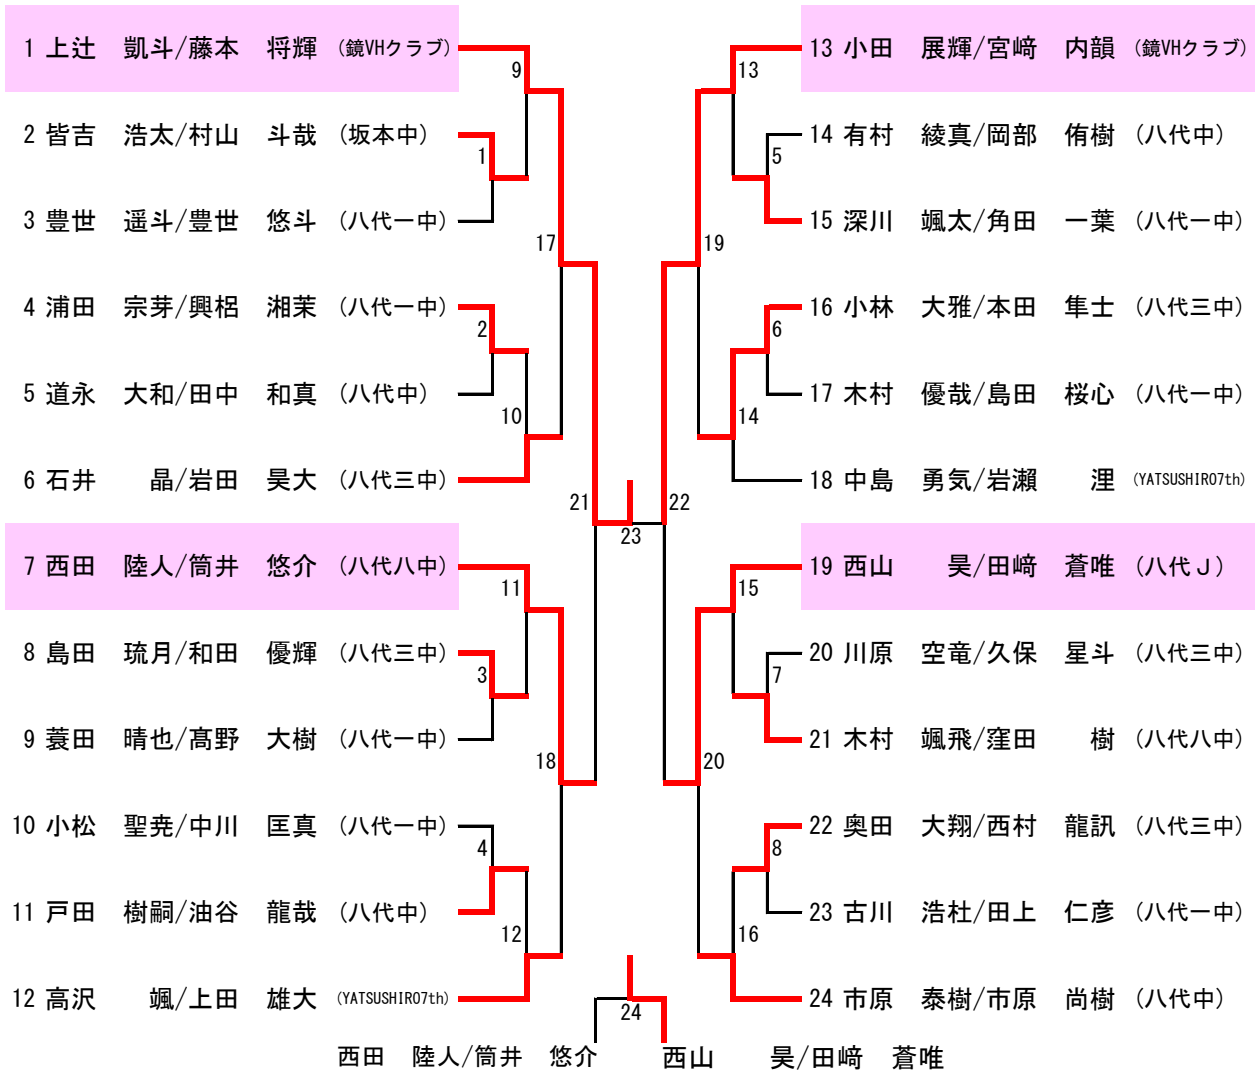 1 上辻 凱斗/藤本 将輝 (鏡VHクラブ)
2 皆吉 浩太/村山 斗哉 (坂本中)
3 豊世 遥斗/豊世 悠斗 (八代一中)
4 浦田 宗芽/興梠 湘茉 (八代一中)
5 道永 大和/田中 和真 (八代中)
6 石井 晶/岩田 昊大 (八代三中)
7 西田 陸人/筒井 悠介 (八代八中)
8 島田 琉月/和田 優輝 (八代三中)
9 蓑田 晴也/髙野 大樹 (八代一中)
10 小松 聖尭/中川 匡真 (八代一中)
11 戸田 樹嗣/油谷 龍哉 (八代中)
12 高沢 颯/上田 雄大 (YATSUSHIRO7th)
9
1
17
2
10
21
11
3
18
4
12
23
24
22
13
5
19
6
14
15
7
20
8
16
13 小田 展輝/宮﨑 内韻 (鏡VHクラブ)
14 有村 綾真/岡部 侑樹 (八代中)
15 深川 颯太/角田 一葉 (八代一中)
16 小林 大雅/本田 隼士 (八代三中)
17 木村 優哉/島田 桜心 (八代一中)
18 中島 勇気/岩瀬 浬 (YATSUSHIRO7th)
19 西山 昊/田﨑 蒼唯 (八代J)
20 川原 空竜/久保 星斗 (八代三中)
21 木村 颯飛/窪田 樹 (八代八中)
22 奥田 大翔/西村 龍訊 (八代三中)
23 古川 浩杜/田上 仁彦 (八代一中)
24 市原 泰樹/市原 尚樹 (八代中)
西田 陸人/筒井 悠介 西山 昊/田﨑 蒼唯